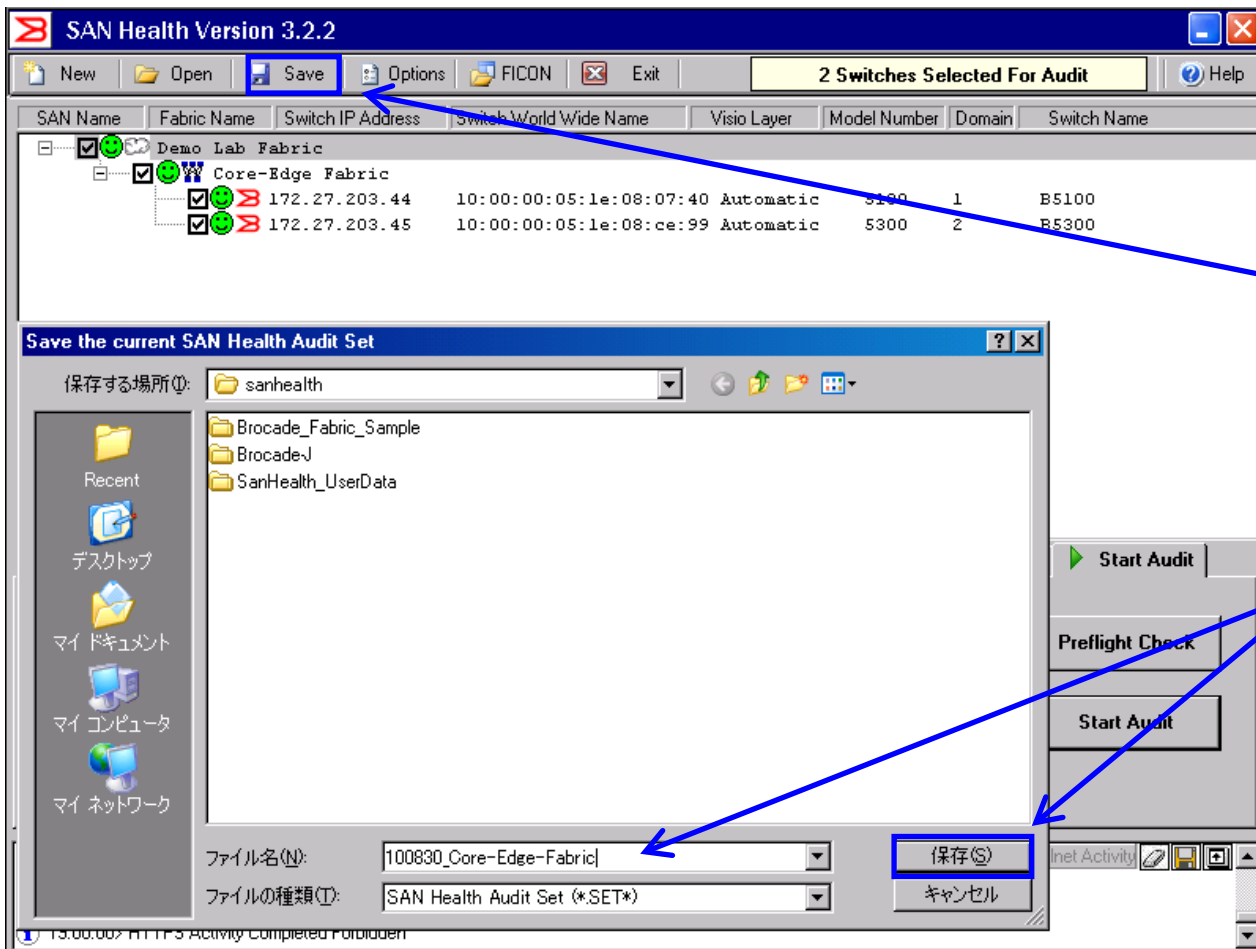 SAN Health Version 3.2.2
New Open Save Options FICON Exit 2 Switches Selected For Audit Help
SAN Name Fabric Name Switch IP Address Switch World Wide Name Visio Layer Model Number Domain Switch Name
Demo Lab Fabric
Core-Edge Fabric
172.27.203.44 10:00:00:05:1e:08:07:40 Automatic 5100 1 B5100
172.27.203.45 10:00:00:05:1e:08:ce:99 Automatic 5300 2 B5300
Save the current SAN Health Audit Set
保存する場所(I): sanhealth
Brocade_Fabric_Sample
Brocade-J
SanHealth_UserData
Recent
デスクトップ
マイ ドキュメント
マイ コンピュータ
マイ ネットワーク
Start Audit
Preflight Check
Start Audit
ファイル名(N): 100830_Core-Edge-Fabric 保存(S)
ファイルの種類(T): SAN Health Audit Set (*.SET*) キャンセル
lnet Activity
HTTPS Activity Completed Forbidden